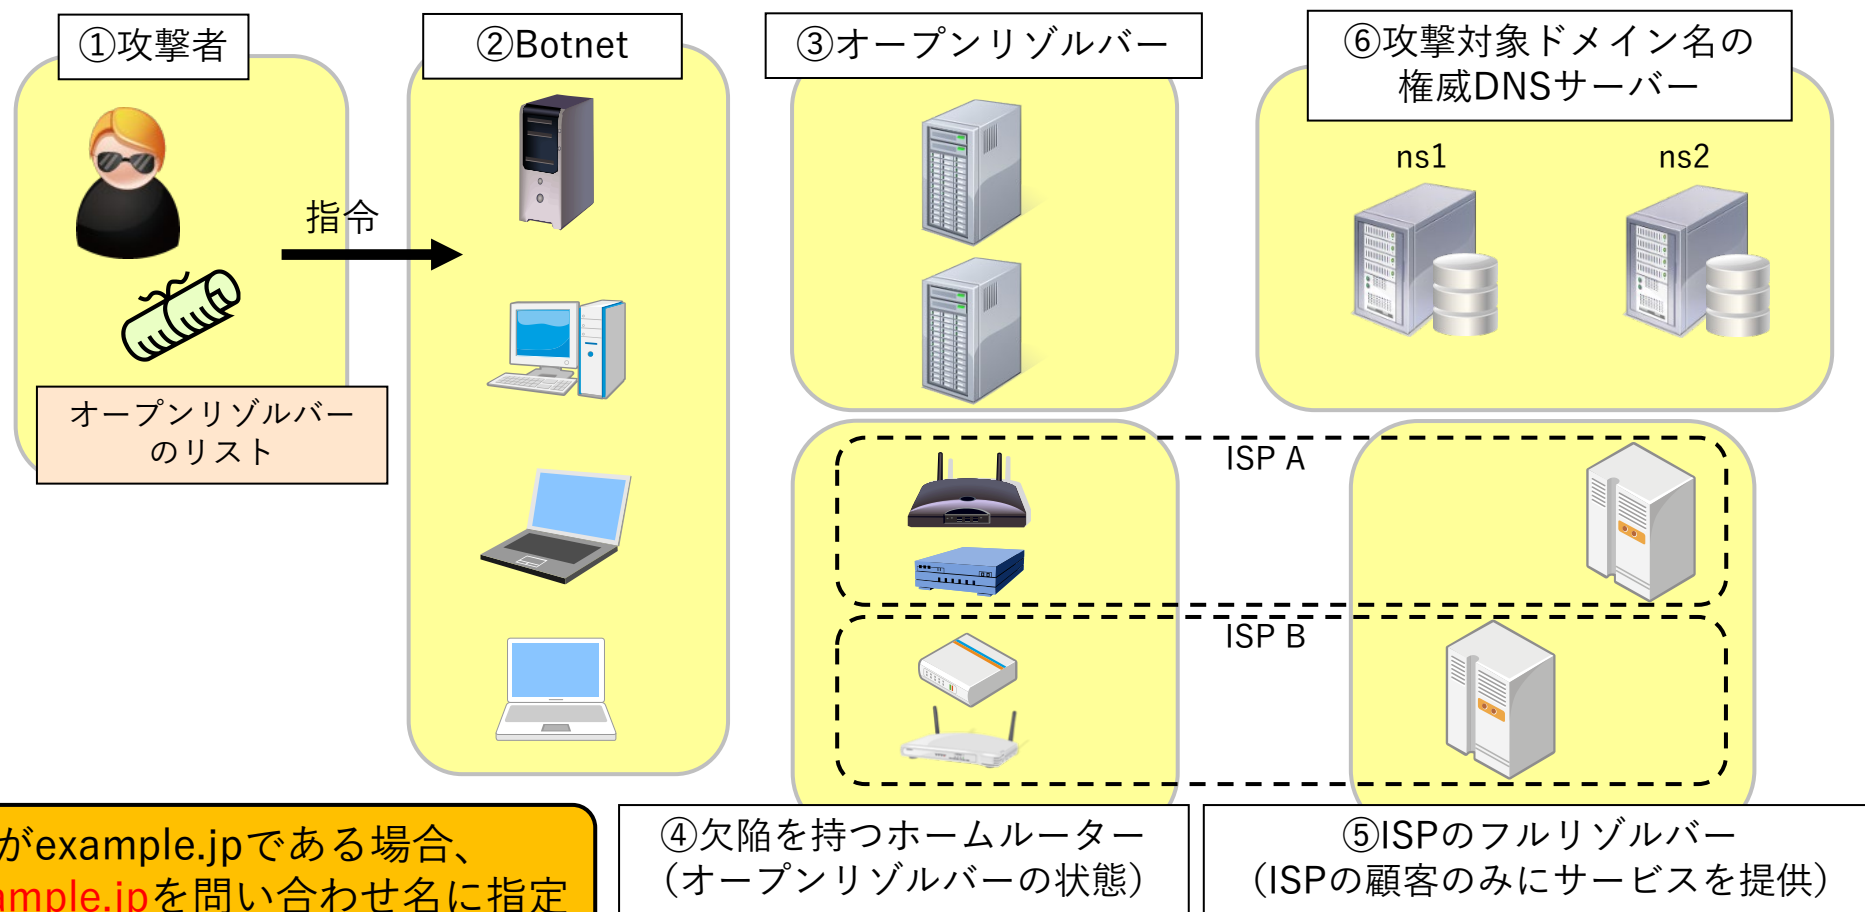 ①攻撃者
②Botnet
③オープンリゾルバー
⑥攻撃対象ドメイン名の
権威DNSサーバー
ns1
ns2
指令
オープンリゾルバー
のリスト
ISP A
ISP B
がexample.jpである場合、
ample.jpを問い合わせ名に指定
④欠陥を持つホームルーター
（オープンリゾルバーの状態）
⑤ISPのフルリゾルバー
（ISPの顧客のみにサービスを提供）